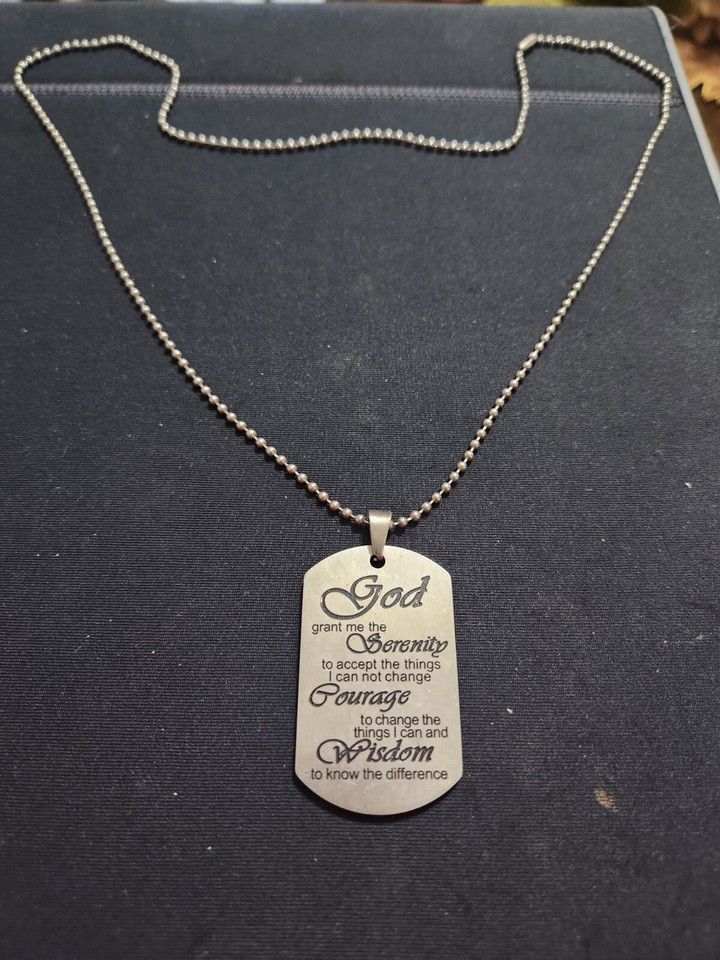 God
grant me the
Serenity
to accept the things
I can not change
Courage
to change the
things I can and
Wisdom
to know the difference